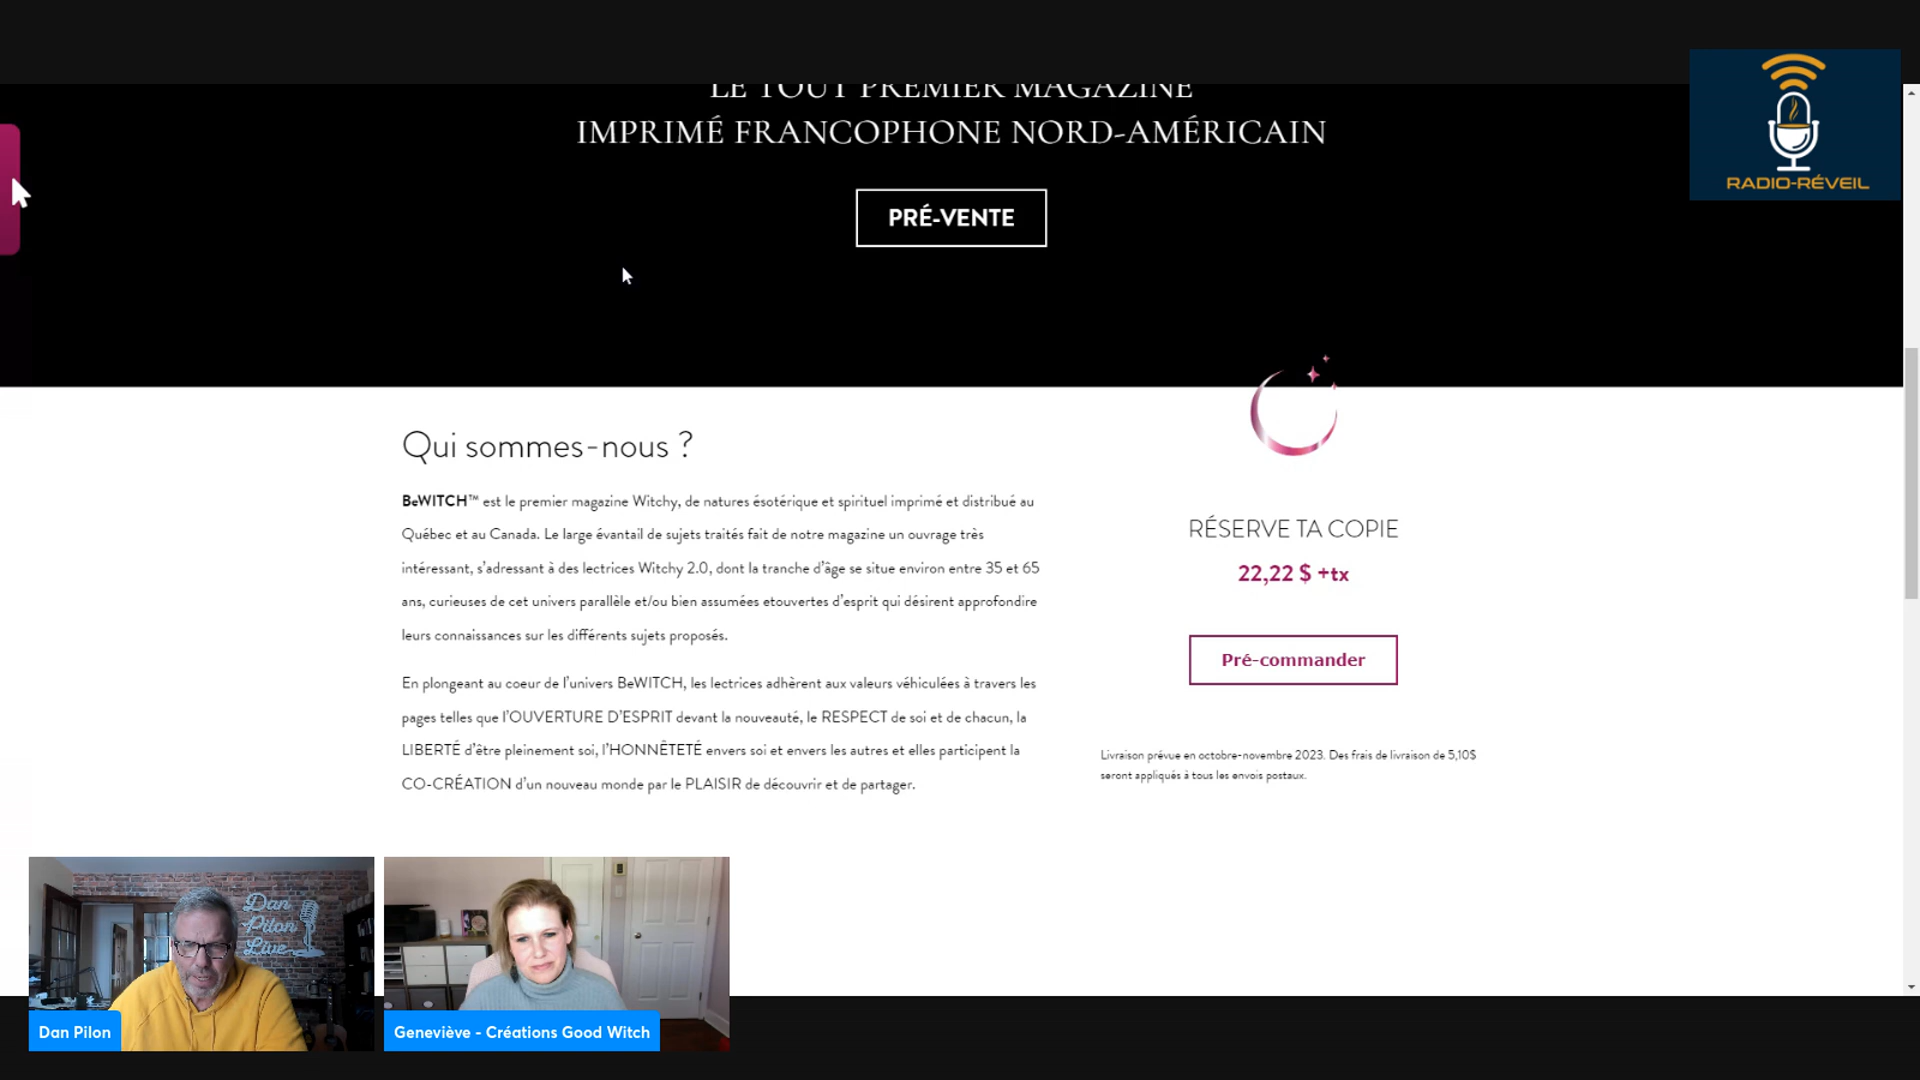 LE TOUT PREMIER MAGAZINE
IMPRIMÉ FRANCOPHONE NORD-AMÉRICAIN
PRÉ-VENTE
RADIO-RÉVEIL
Qui sommes-nous ?
BeWITCH™ est le premier magazine Witchy, de natures ésotérique et spirituel imprimé et distribué au
Québec et au Canada. Le large évantail de sujets traités fait de notre magazine un ouvrage très
intéressant, s'adressant à des lectrices Witchy 2.0, dont la tranche d'âge se situe environ entre 35 et 65
ans, curieuses de cet univers parallèle et/ou bien assumées etouvertes d'esprit qui désirent approfondire
leurs connaissances sur les différents sujets proposés.
En plongeant au coeur de l'univers BeWITCH, les lectrices adhèrent aux valeurs véhiculées à travers les
pages telles que l'OUVERTURE D'ESPRIT devant la nouveauté, le RESPECT de soi et de chacun, la
LIBERTÉ d'être pleinement soi, l'HONNÊTETÉ envers soi et envers les autres et elles participent la
CO-CRÉATION d'un nouveau monde par le PLAISIR de découvrir et de partager.
RÉSERVE TA COPIE
22,22 $ +tx
Pré-commander
Livraison prévue en octobre-novembre 2023. Des frais de livraison de 5,10$
seront appliqués à tous les envois postaux.
Dan
Pilon
Live
Dan Pilon
Geneviève - Créations Good Witch